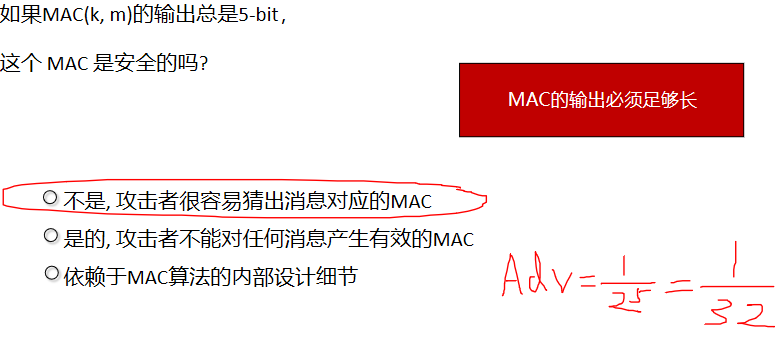 如果MAC(k, m)的输出总是5-bit，
这个 MAC 是安全的吗?
MAC的输出必须足够长
不是, 攻击者很容易猜出消息对应的MAC
是的, 攻击者不能对任何消息产生有效的MAC
依赖于MAC算法的内部设计细节
Adv = 1/2^5 = 1/32